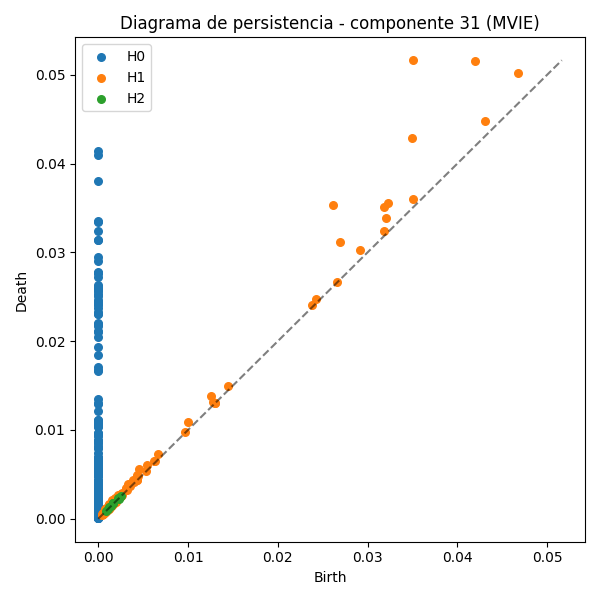 Diagrama de persistencia - componente 31 (MVIE)
H0
H1
H2
0.05
0.04
0.03
0.02
0.01
0.00
Death
0.00 0.01 0.02 0.03 0.04 0.05
Birth